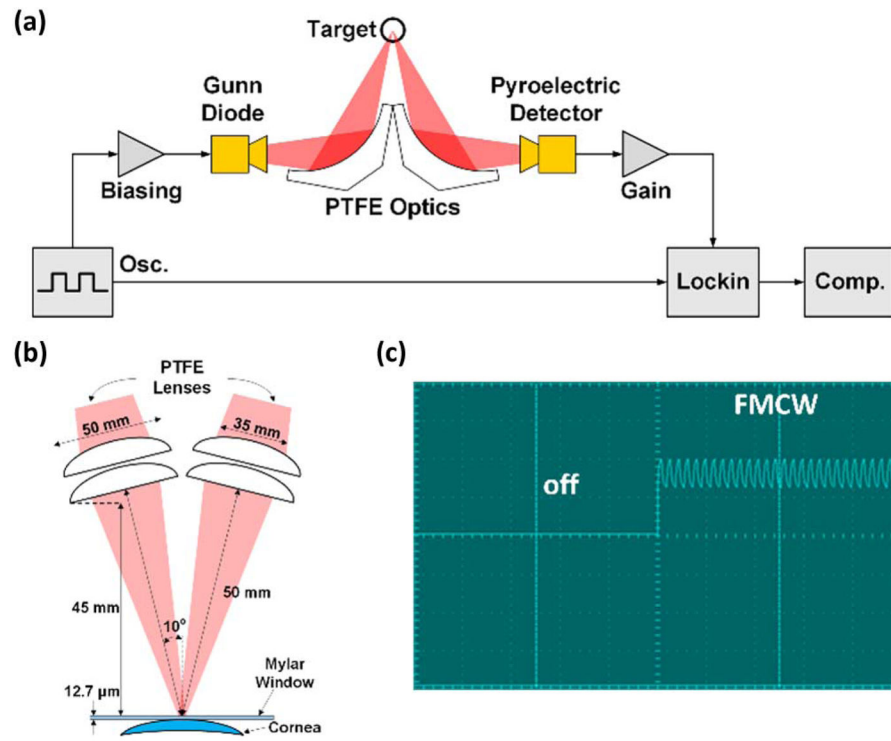 (a)
Target
Gunn
Diode
Pyroelectric
Detector
Biasing
PTFE Optics
Gain
Osc.
Lockin
Comp.
(b)
PTFE
Lenses
50 mm
35 mm
45 mm
50 mm
10°
12.7 µm
Mylar
Window
Cornea
(c)
FMCW
off